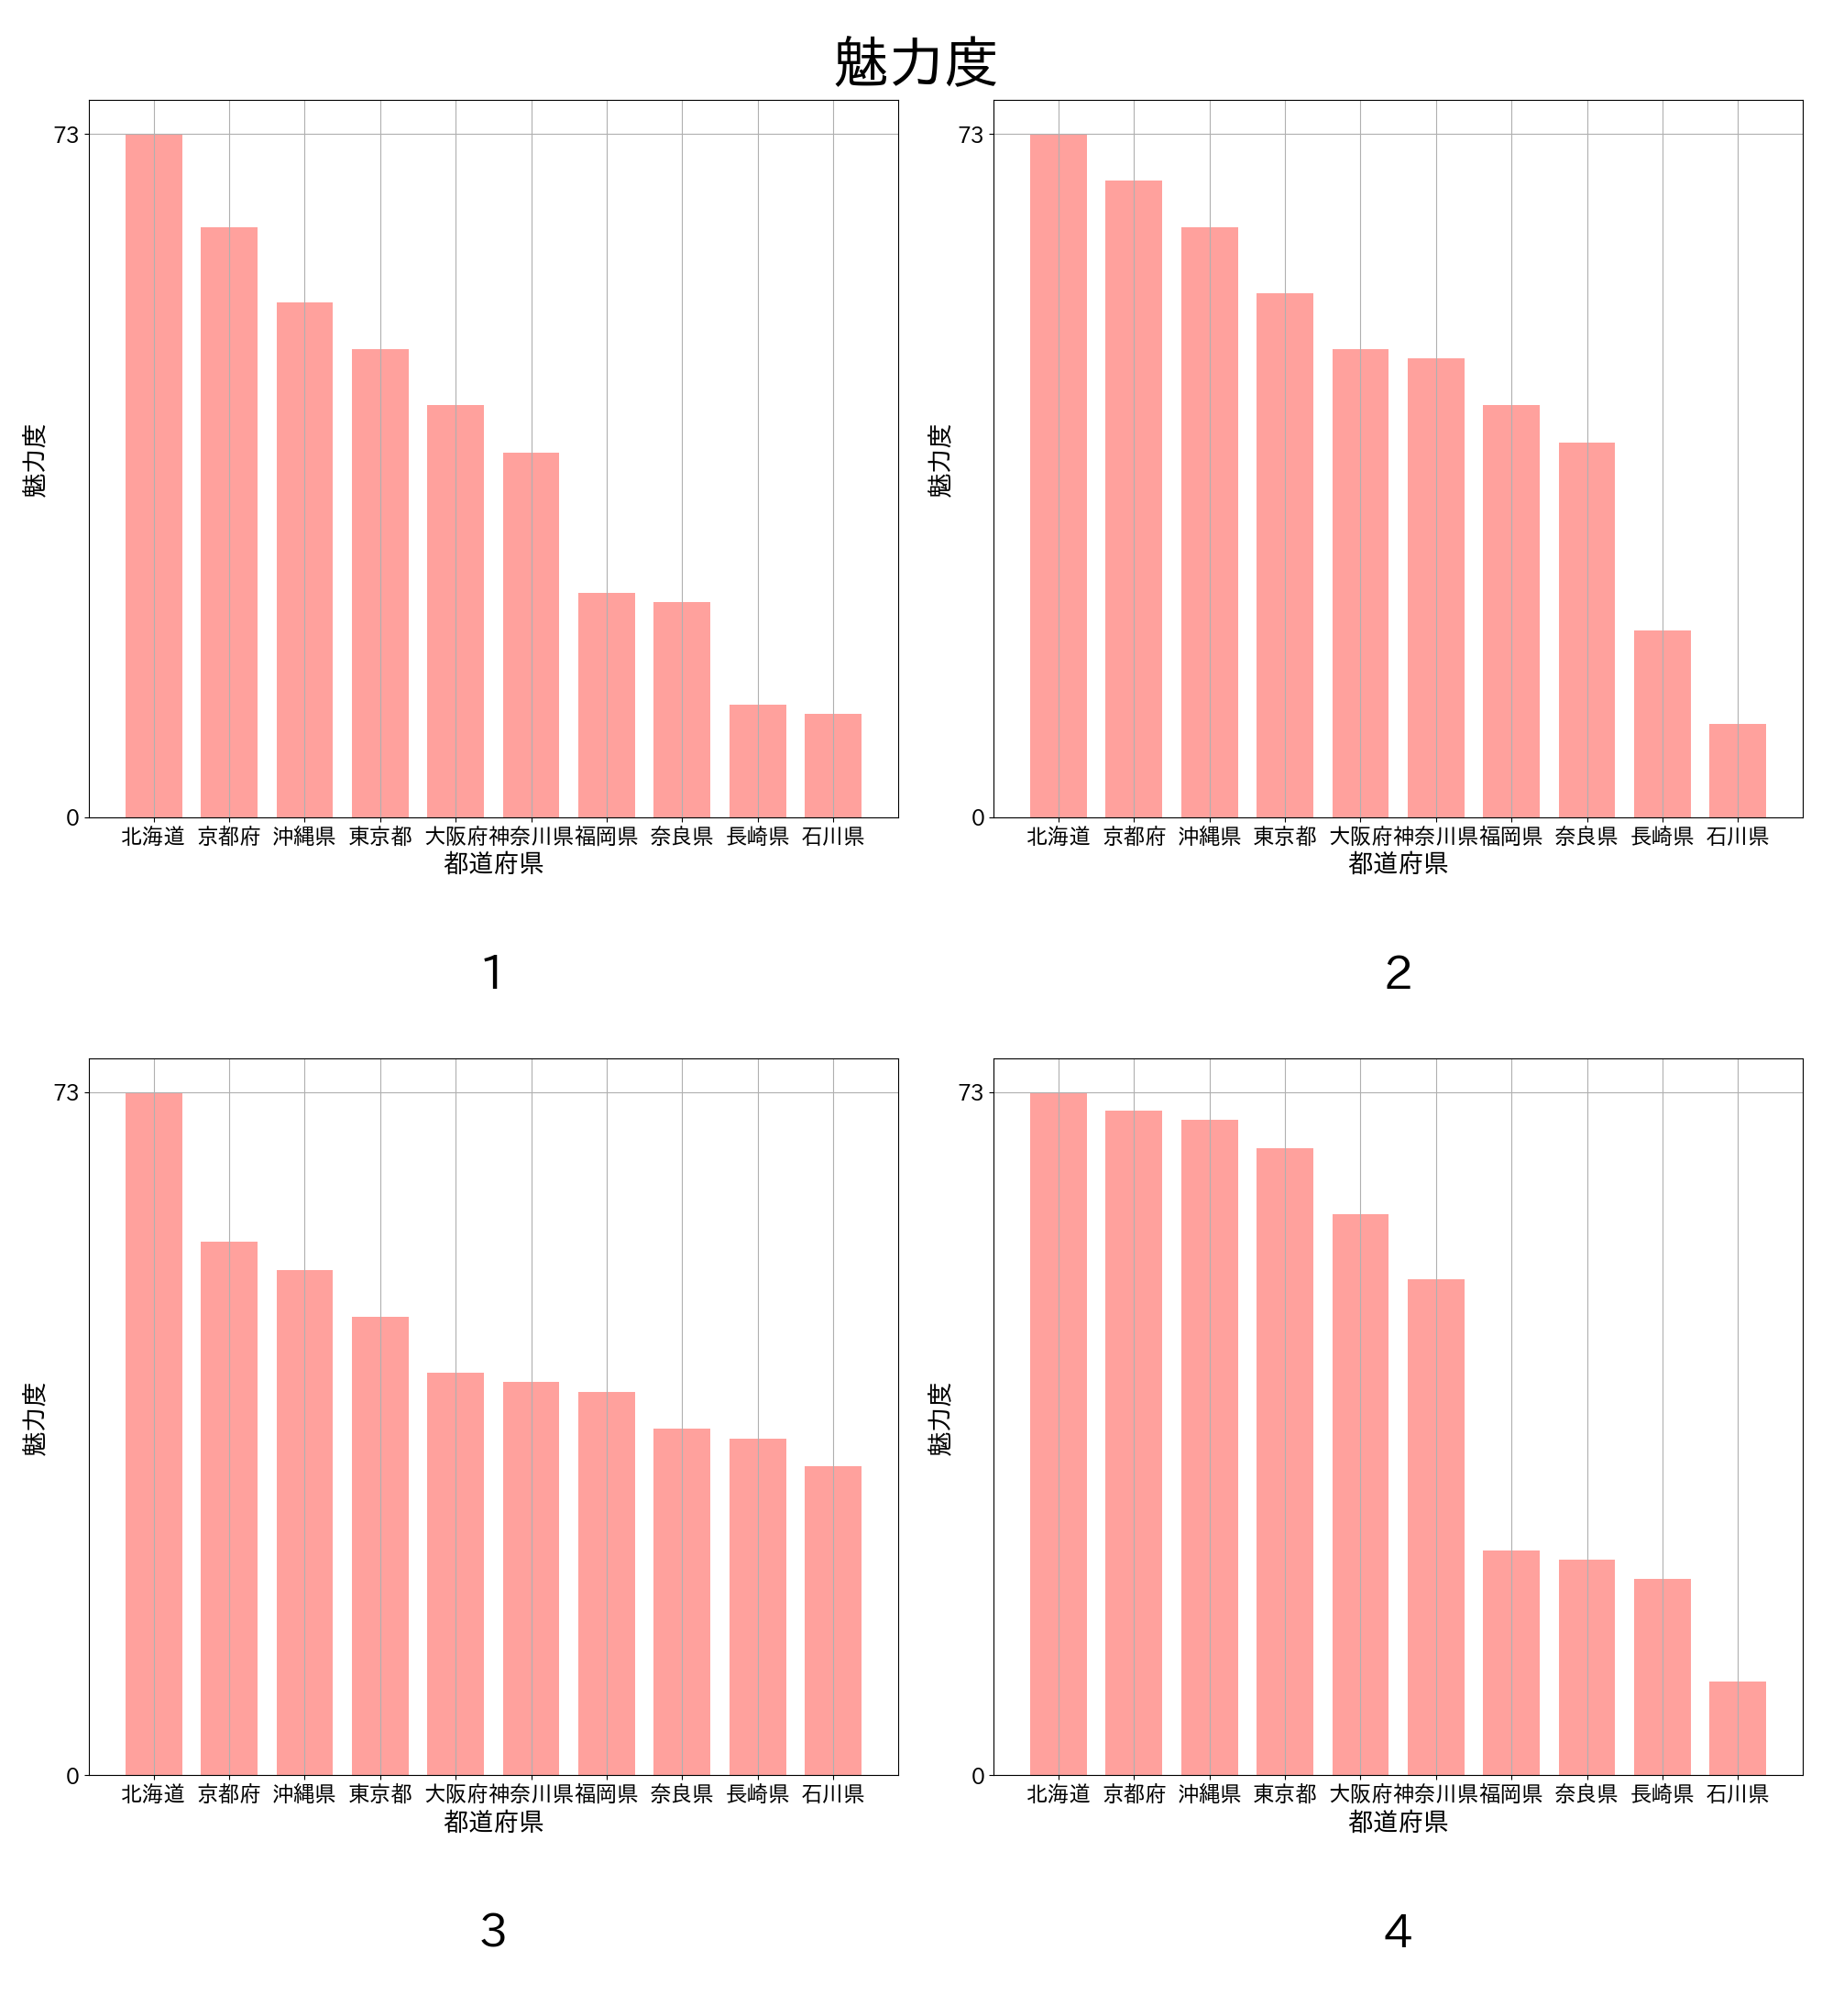 魅力度
73
魅力度
0
北海道 京都府 沖縄県 東京都 大阪府 神奈川県 福岡県 奈良県 長崎県 石川県
都道府県
1
73
魅力度
0
北海道 京都府 沖縄県 東京都 大阪府 神奈川県 福岡県 奈良県 長崎県 石川県
都道府県
2
73
魅力度
0
北海道 京都府 沖縄県 東京都 大阪府 神奈川県 福岡県 奈良県 長崎県 石川県
都道府県
3
73
魅力度
0
北海道 京都府 沖縄県 東京都 大阪府 神奈川県 福岡県 奈良県 長崎県 石川県
都道府県
4